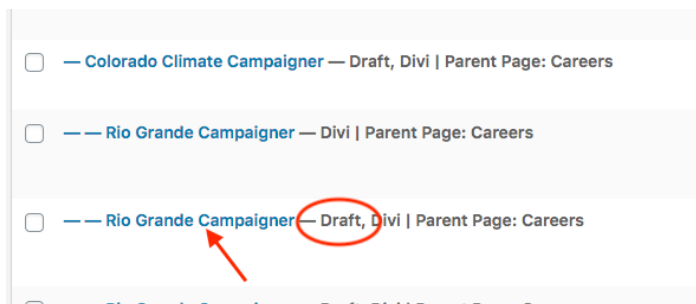 — Colorado Climate Campaigner — Draft, Divi | Parent Page: Careers
— — Rio Grande Campaigner — Divi | Parent Page: Careers
— — Rio Grande Campaigner — Draft, Divi | Parent Page: Careers